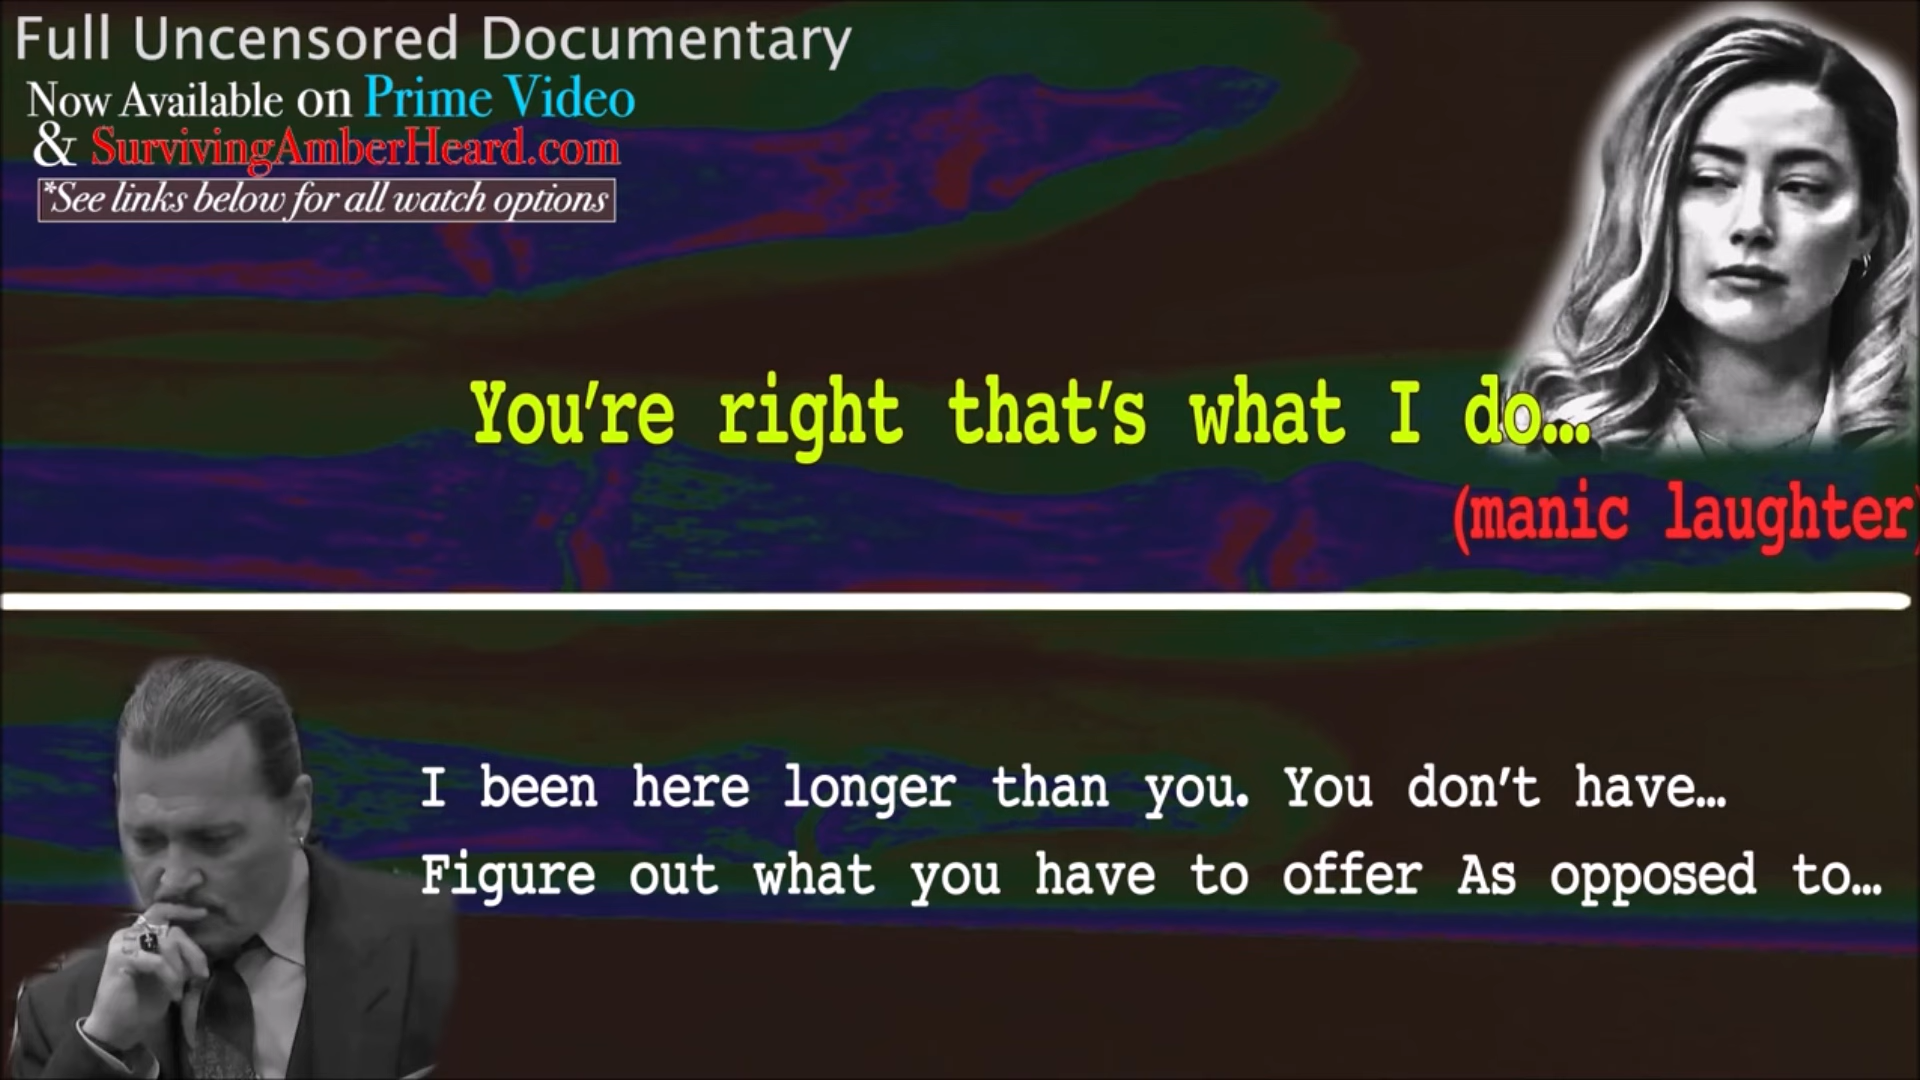 Full Uncensored Documentary
Now Available on Prime Video
& SurvivingAmberHeard.com
*See links below for all watch options
You're right that's what I do...
(manic laughter)
I been here longer than you. You don't have...
Figure out what you have to offer As opposed to...